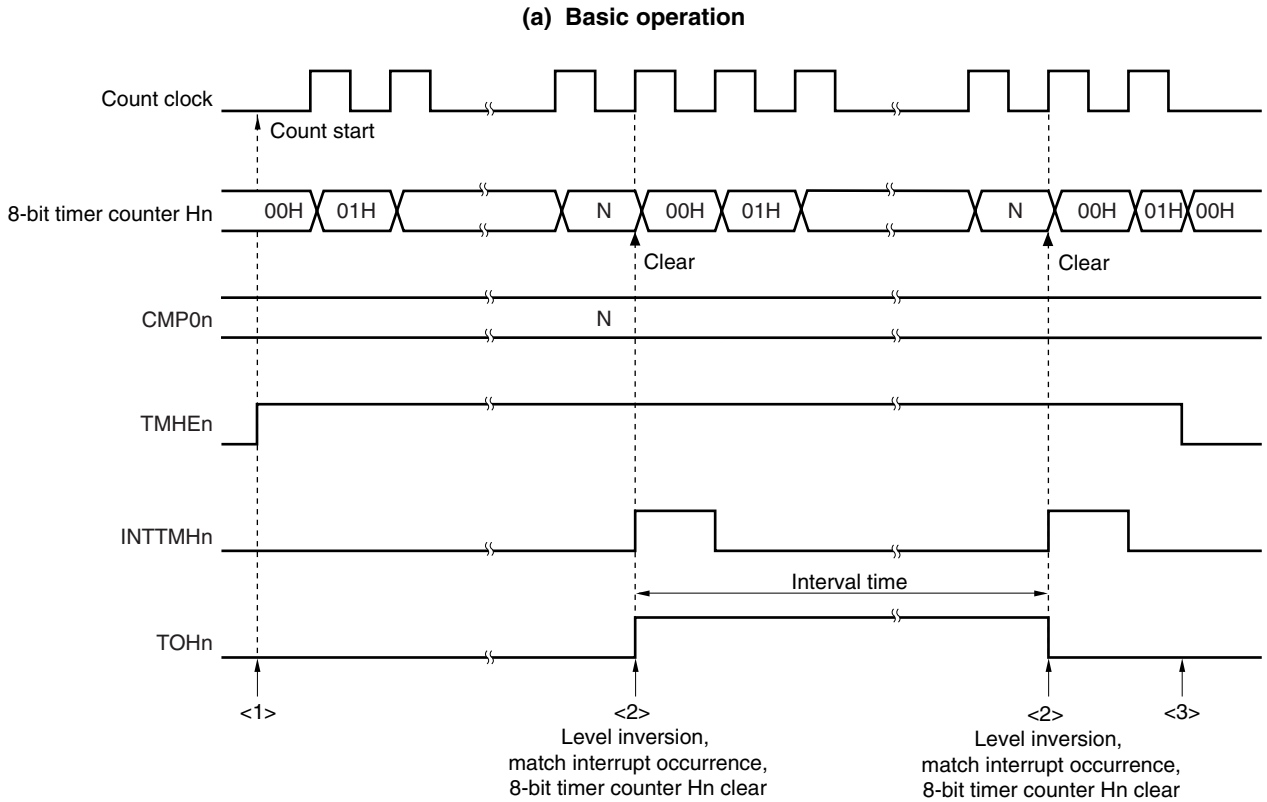 (a) Basic operation
Count clock
Count start
8-bit timer counter Hn
00H 01H N 00H 01H N 00H 01H 00H
Clear Clear
CMP0n
N
TMHEn
INTTMHn
Interval time
TOHn
<1> <2> <2> <3>
Level inversion,
match interrupt occurrence,
8-bit timer counter Hn clear
Level inversion,
match interrupt occurrence,
8-bit timer counter Hn clear